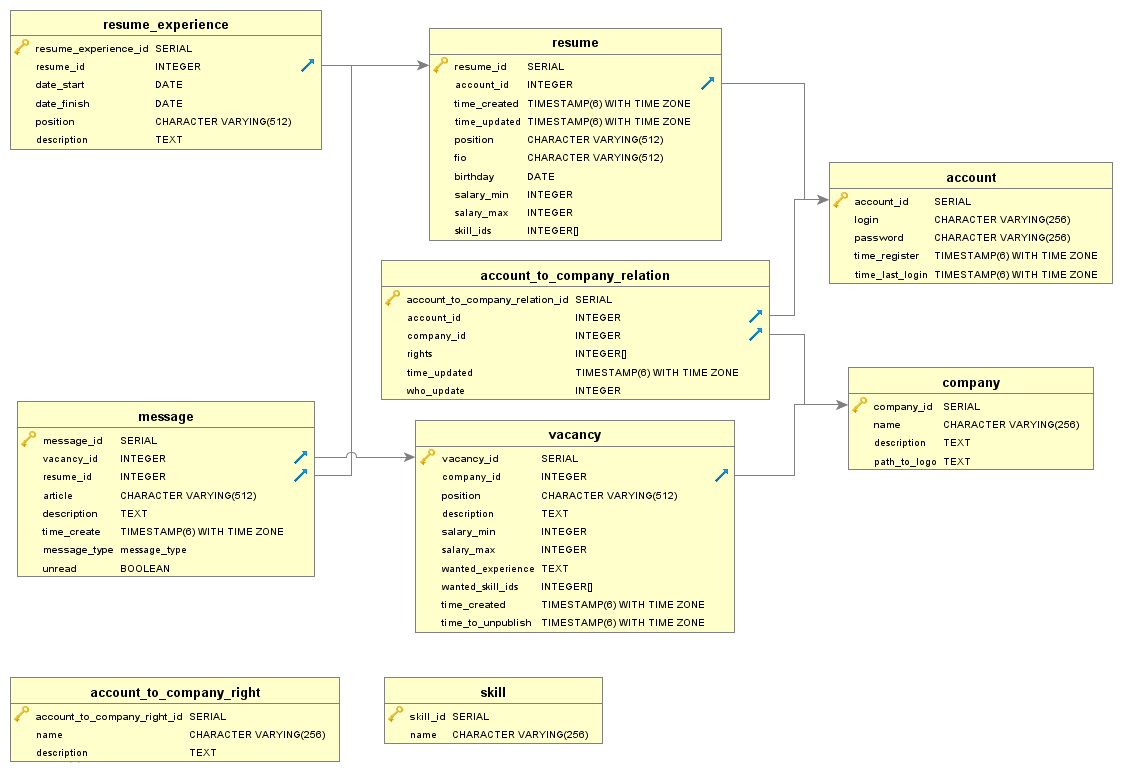 resume_experience
resume_experience_id SERIAL
resume_id INTEGER
date_start DATE
date_finish DATE
position CHARACTER VARYING(512)
description TEXT
resume
resume_id SERIAL
account_id INTEGER
time_created TIMESTAMP(6) WITH TIME ZONE
time_updated TIMESTAMP(6) WITH TIME ZONE
position CHARACTER VARYING(512)
fio CHARACTER VARYING(512)
birthday DATE
salary_min INTEGER
salary_max INTEGER
skill_ids INTEGER[]
account
account_id SERIAL
login CHARACTER VARYING(256)
password CHARACTER VARYING(256)
time_register TIMESTAMP(6) WITH TIME ZONE
time_last_login TIMESTAMP(6) WITH TIME ZONE
account_to_company_relation
account_to_company_relation_id SERIAL
account_id INTEGER
company_id INTEGER
rights INTEGER[]
time_updated TIMESTAMP(6) WITH TIME ZONE
who_update INTEGER
company
company_id SERIAL
name CHARACTER VARYING(256)
description TEXT
path_to_logo TEXT
message
message_id SERIAL
vacancy_id INTEGER
resume_id INTEGER
article CHARACTER VARYING(512)
description TEXT
time_create TIMESTAMP(6) WITH TIME ZONE
message_type message_type
unread BOOLEAN
vacancy
vacancy_id SERIAL
company_id INTEGER
position CHARACTER VARYING(512)
description TEXT
salary_min INTEGER
salary_max INTEGER
wanted_experience TEXT
wanted_skill_ids INTEGER[]
time_created TIMESTAMP(6) WITH TIME ZONE
time_to_unpublish TIMESTAMP(6) WITH TIME ZONE
account_to_company_right
account_to_company_right_id SERIAL
name CHARACTER VARYING(256)
description TEXT
skill
skill_id SERIAL
name CHARACTER VARYING(256)